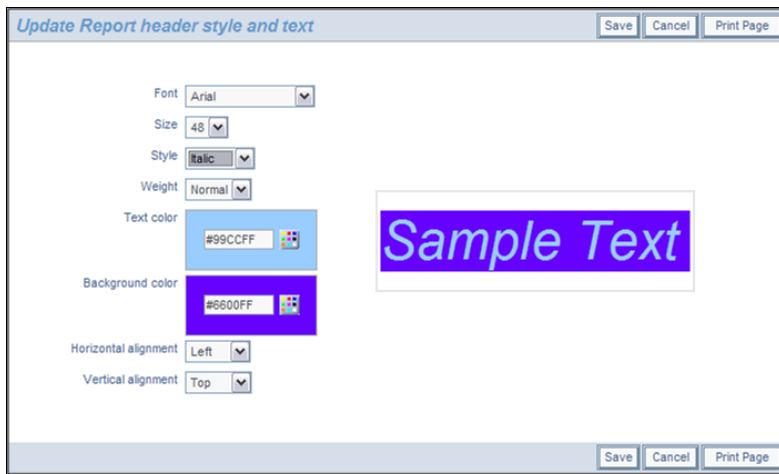 Update Report header style and text Save Cancel Print Page
Font Arial
Size 48
Style Italic
Weight Normal
Text color
#99CCFF
Background color
#6600FF
Sample Text
Horizontal alignment Left
Vertical alignment Top
Save Cancel Print Page